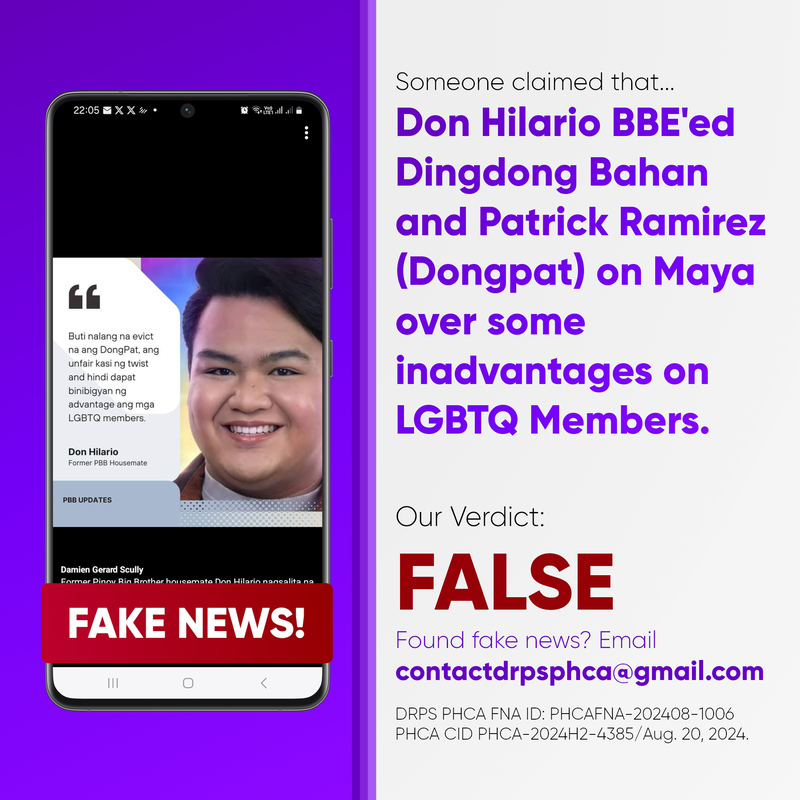 22:05
“
Buti nalang na evict
na ang DongPat, ang
unfair kasi ng twist
and hindi dapat
binibigyan ng
advantage ang mga
LGBTQ members.
Don Hilario
Former PBB Housemate
PBB UPDATES
Damien Gerard Scully
Former Pinoy Big Brother housemate Don Hilario nagsalita na
FAKE NEWS!
Someone claimed that...
Don Hilario BBE'ed
Dingdong Bahan
and Patrick Ramirez
(Dongpat) on Maya
over some
inadvantages on
LGBTQ Members.
Our Verdict:
FALSE
Found fake news? Email
contactdrpsphca@gmail.com
DRPS PHCA FNA ID: PHCAFNA-202408-1006
PHCA CID PHCA-2024H2-4385/Aug. 20, 2024.